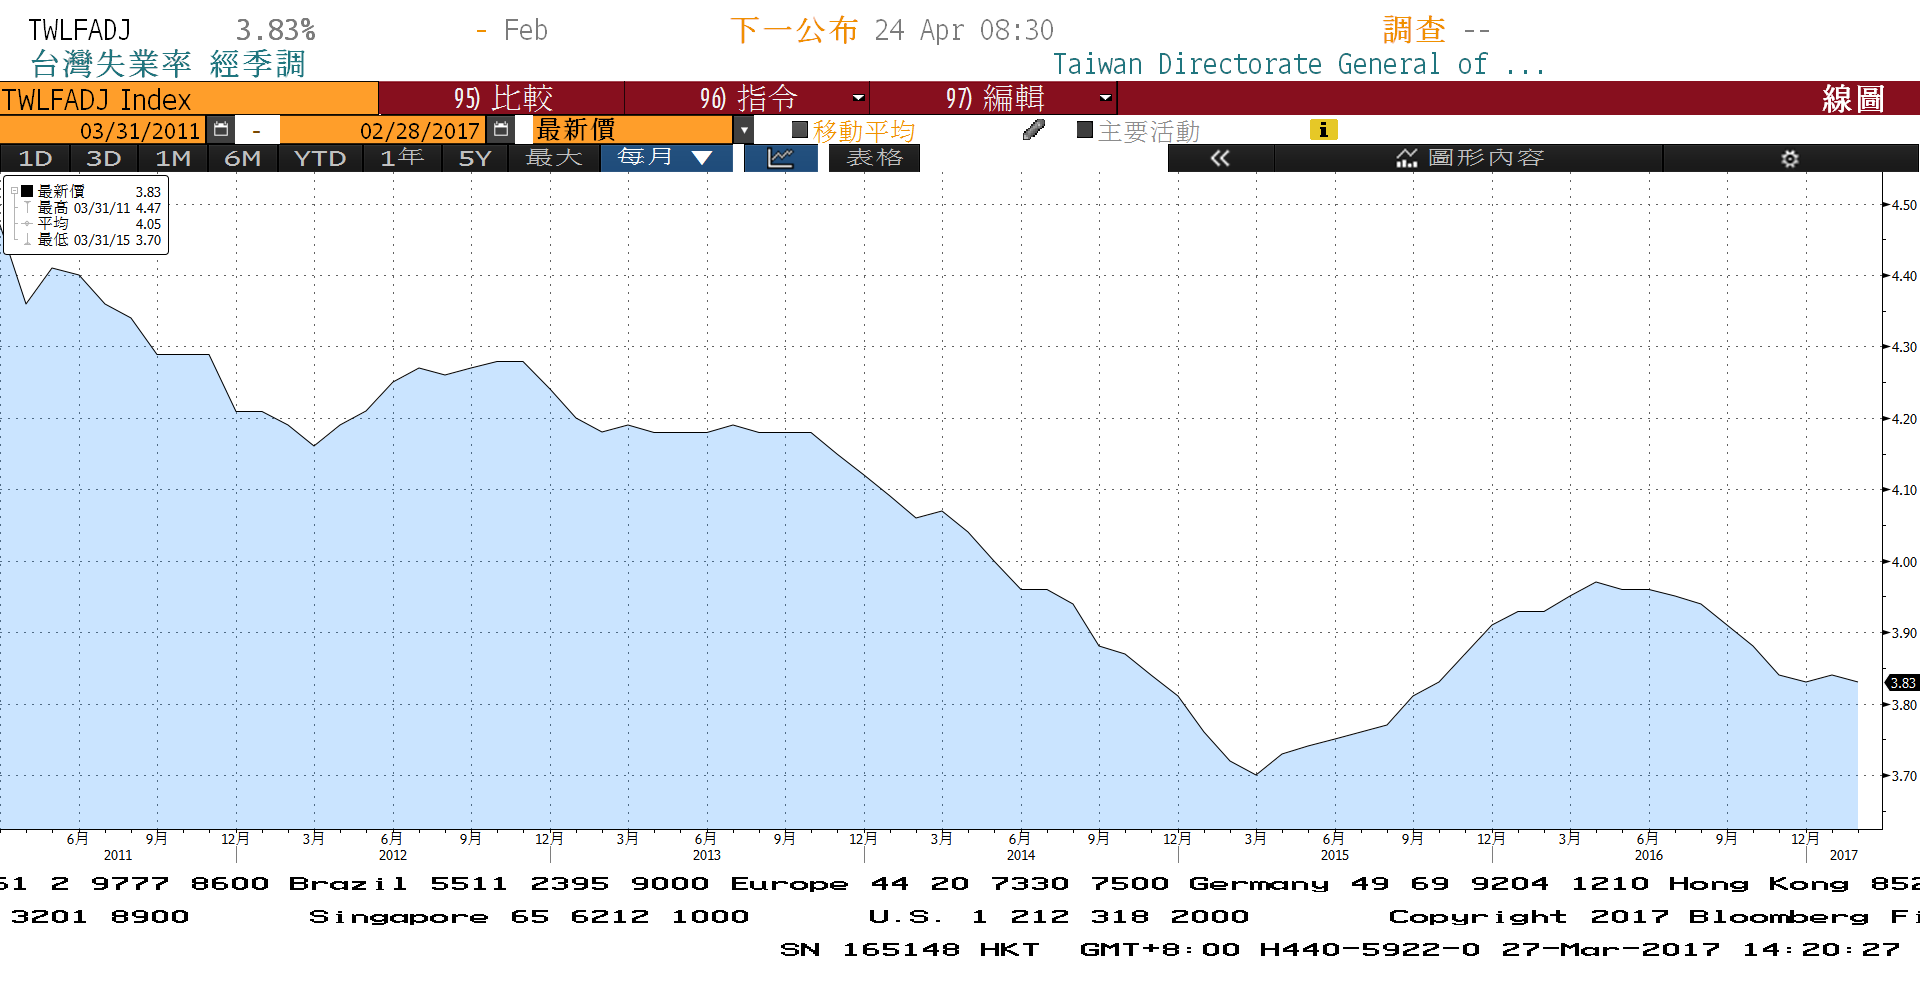 TWLFADJ 3.83% - Feb 下一公布 24 Apr 08:30 調查 --
台灣失業率 經季調 Taiwan Directorate General of ...
TWLFADJ Index 95) 比較 96) 指令 97) 編輯 線圖
03/31/2011 - 02/28/2017 最新價 移動平均 主要活動 i
1D 3D 1M 6M YTD 1年 5Y 最大 每月 ▼ 表格 « 圖形內容
最新價 3.83
最高 03/31/11 4.47
平均 4.05
最低 03/31/15 3.70
4.50
4.40
4.30
4.20
4.10
4.00
3.90
3.83
3.80
3.70
6月 9月 12月 3月 6月 9月 12月 3月 6月 9月 12月 3月 6月 9月 12月 3月 6月 9月 12月 3月 6月 9月 12月
2011 2012 2013 2014 2015 2016 2017
61 2 9777 8600 Brazil 5511 2395 9000 Europe 44 20 7330 7500 Germany 49 69 9204 1210 Hong Kong 852
3201 8900 Singapore 65 6212 1000 U.S. 1 212 318 2000 Copyright 2017 Bloomberg Fi
SN 165148 HKT GMT+8:00 H440-5922-0 27-Mar-2017 14:20:27